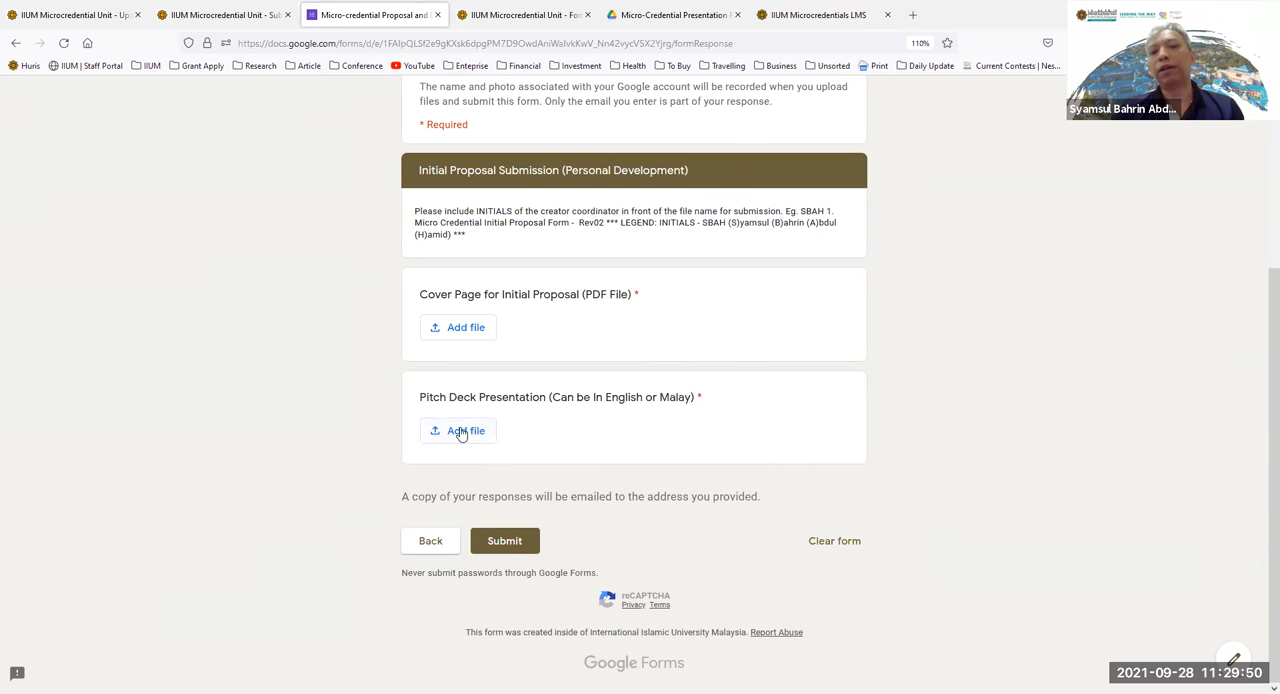 IIUM Microcredential Unit - Up
IIUM Microcredential Unit - Sub
Micro-credential Proposal and
IIUM Microcredential Unit - For
Micro-Credential Presentation F
IIUM Microcredentials LMS
https://docs.google.com/forms/d/e/
formResponse
110%
Huris
IIUM | Staff Portal
IIUM
Grant Apply
Research
Article
Conference
YouTube
Enterprise
Financial
Investment
Health
To Buy
Travelling
Business
Unsorted
Print
Daily Update
Current Contests | Nes...
LEADING THE WAY
Syamsul Bahrin Abd...
The name and photo associated with your Google account will be recorded when you upload
files and submit this form. Only the email you enter is part of your response.
* Required
Initial Proposal Submission (Personal Development)
Please include INITIALS of the creator coordinator in front of the file name for submission. Eg. SBAH 1.
Micro Credential Initial Proposal Form - Rev02 *** LEGEND: INITIALS - SBAH (S)yamsul (B)ahrin (A)bdul
(H)amid) ***
Cover Page for Initial Proposal (PDF File) *
Add file
Pitch Deck Presentation (Can be In English or Malay) *
Add file
A copy of your responses will be emailed to the address you provided.
Back
Submit
Clear form
Never submit passwords through Google Forms.
reCAPTCHA
Privacy Terms
This form was created inside of International Islamic University Malaysia. Report Abuse
Google Forms
2021-09-28 11:29:50